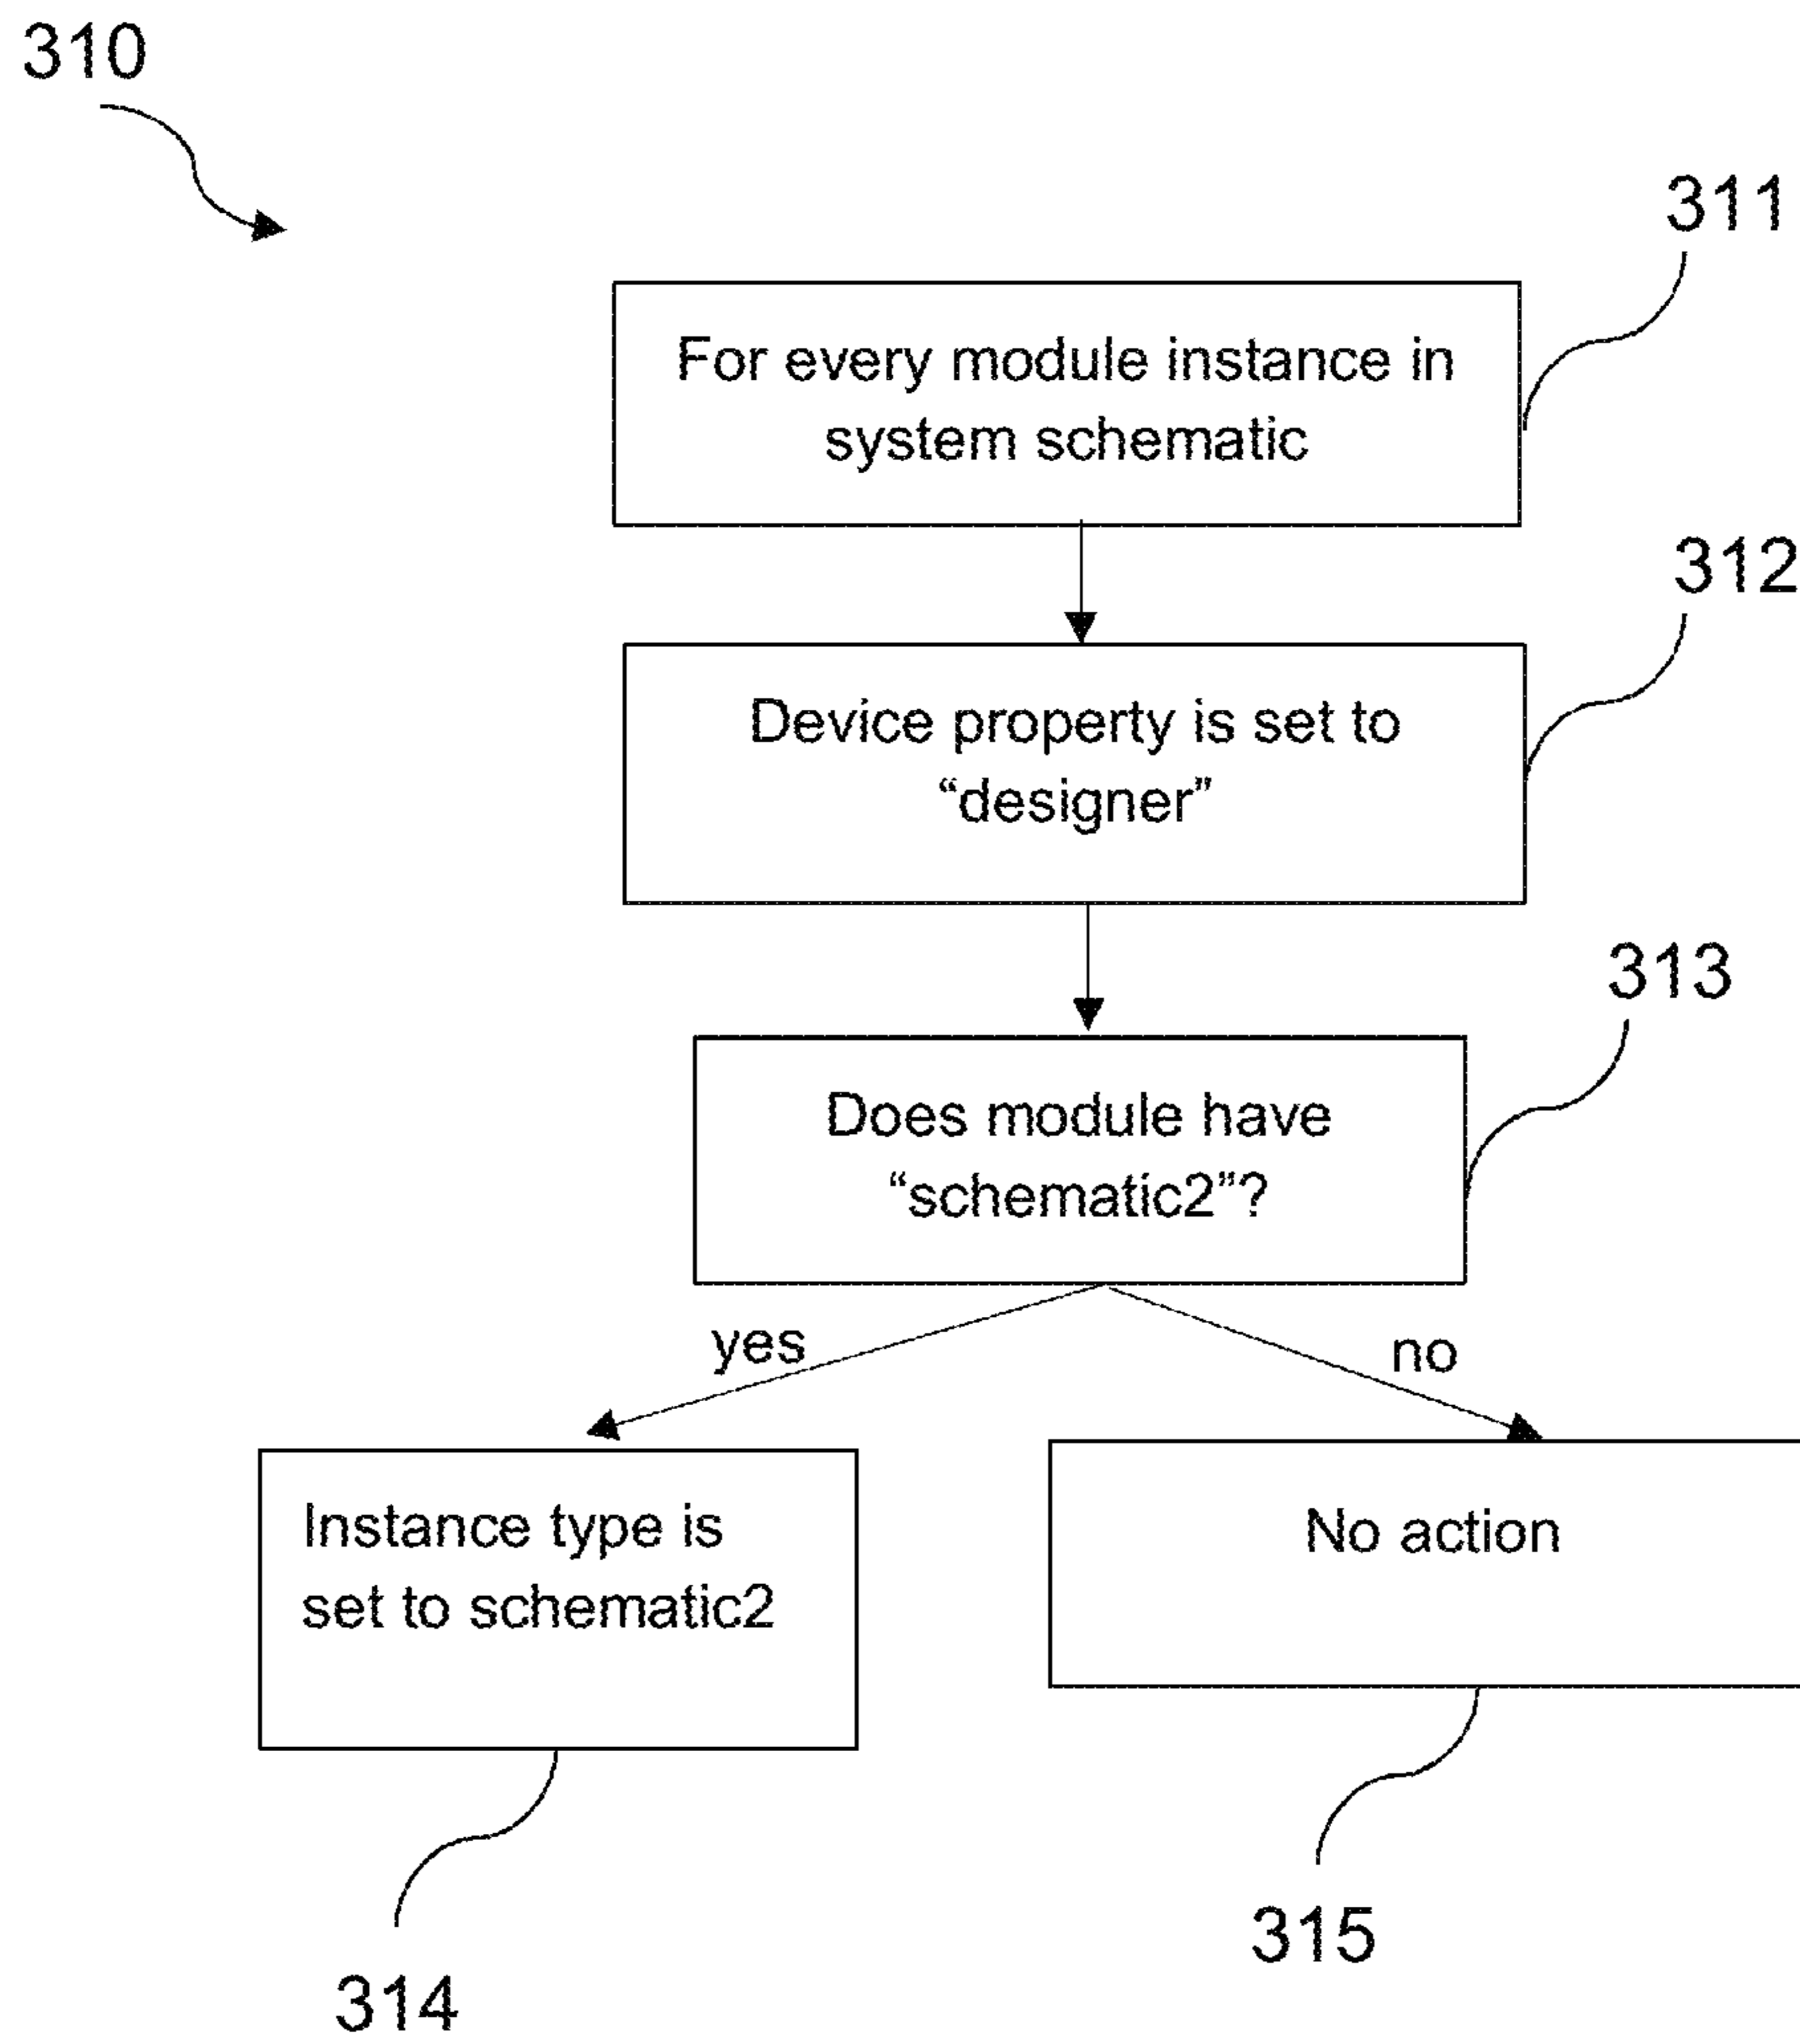 310
311
For every module instance in
system schematic
312
Device property is set to
“designer”
313
Does module have
“schematic2”?
yes
no
Instance type is
set to schematic2
No action
315
314